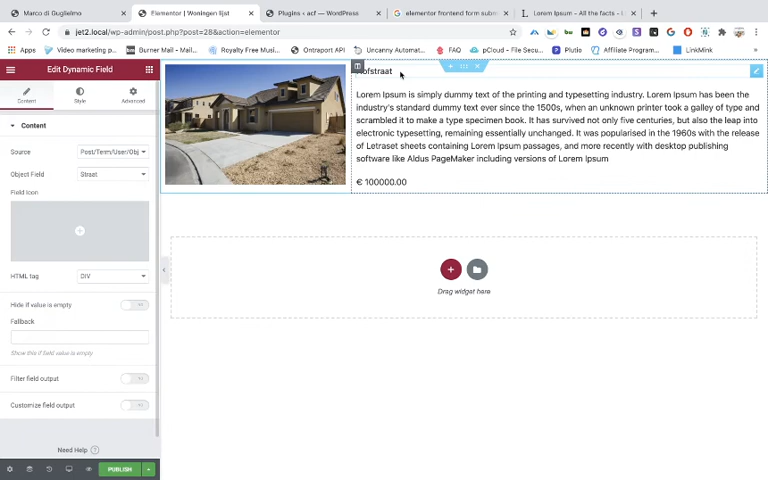 Marco di Guglielmo
Elementor | Woningen lijst
Plugins ‹ acf — WordPress
elementor frontend form subm
Lorem Ipsum - All the facts - L
jet2.local/wp-admin/post.php?post=28&action=elementor
Apps
Video marketing p...
Burner Mail - Mail...
Royalty Free Musi...
Ontraport API
Uncanny Automat...
FAQ
pCloud - File Secu...
Plutio
Affiliate Program...
LinkMink
Edit Dynamic Field
Content
Style
Advanced
Content
Source
Post/Term/User/Obj
Object Field
Straat
Field Icon
HTML tag
DIV
Hide if value is empty
Fallback
Show this if field value is empty
Filter field output
Customize field output
Need Help
PUBLISH
Hofstraat
Lorem Ipsum is simply dummy text of the printing and typesetting industry. Lorem Ipsum has been the
industry's standard dummy text ever since the 1500s, when an unknown printer took a galley of type and
scrambled it to make a type specimen book. It has survived not only five centuries, but also the leap into
electronic typesetting, remaining essentially unchanged. It was popularised in the 1960s with the release
of Letraset sheets containing Lorem Ipsum passages, and more recently with desktop publishing
software like Aldus PageMaker including versions of Lorem Ipsum
€ 100000.00
Drag widget here